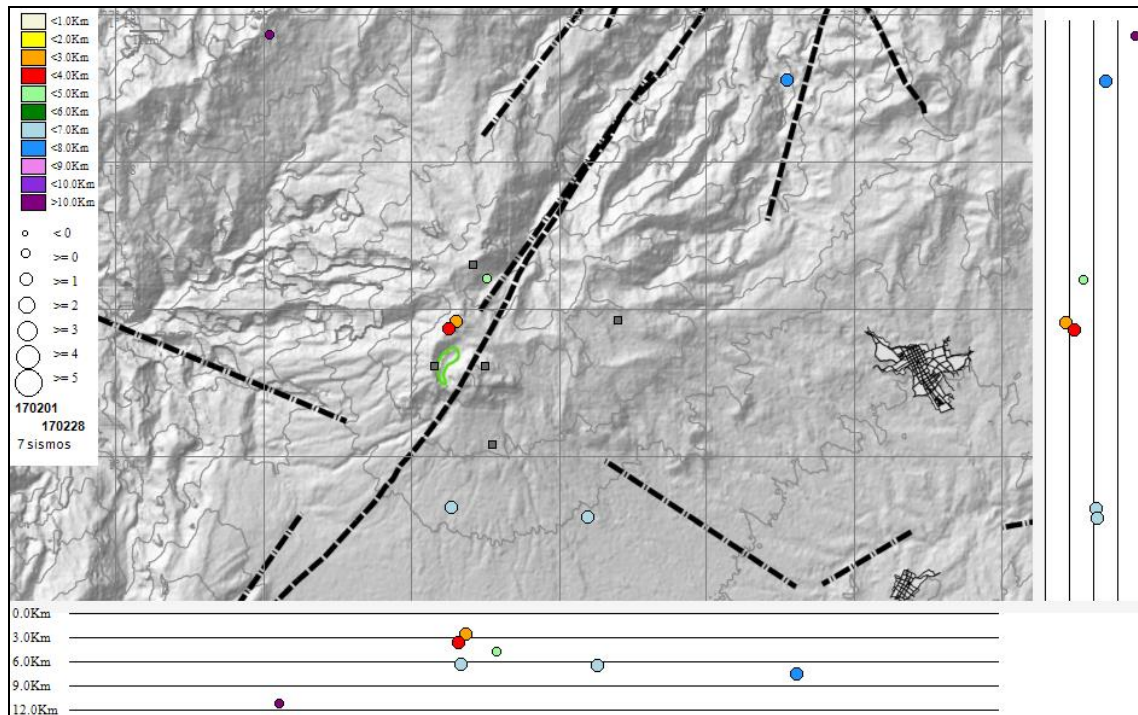 <1.0Km
<2.0Km
<3.0Km
<4.0Km
<5.0Km
<6.0Km
<7.0Km
<8.0Km
<9.0Km
<10.0Km
>10.0Km
< 0
>= 0
>= 1
>= 2
>= 3
>= 4
>= 5
170201
170228
7 sismos
0.0Km
3.0Km
6.0Km
9.0Km
12.0Km